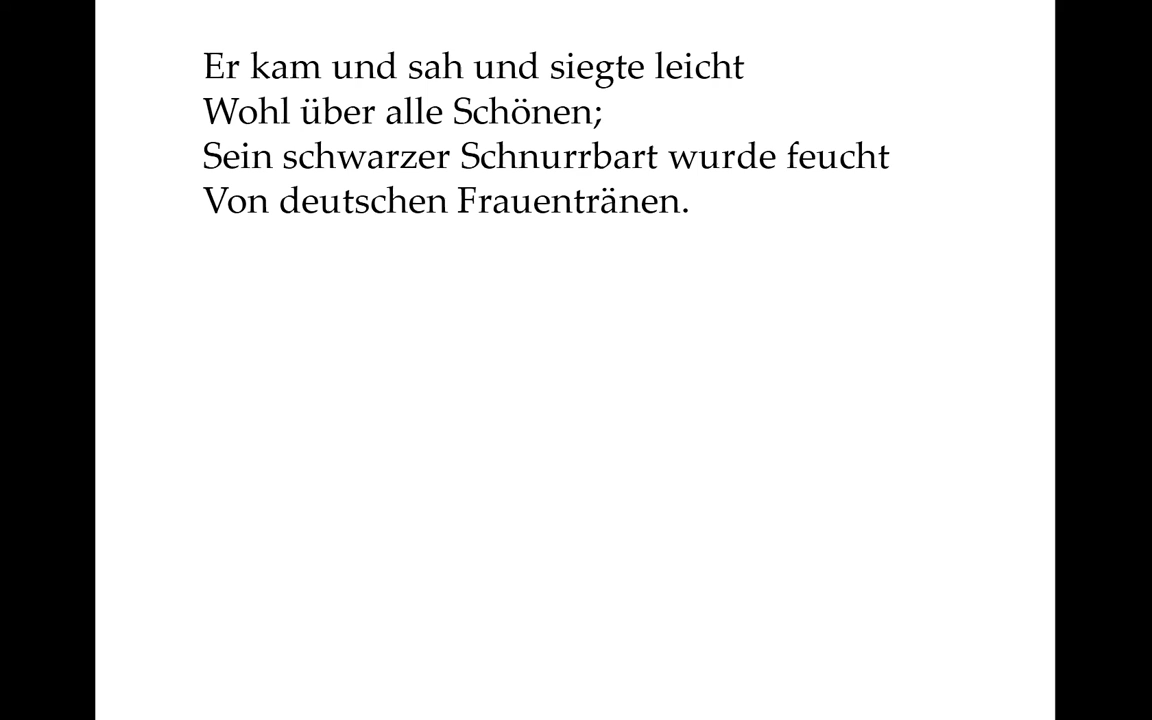 Er kam und sah und siegte leicht
Wohl über alle Schönen;
Sein schwarzer Schnurrbart wurde feucht
Von deutschen Frauentränen.